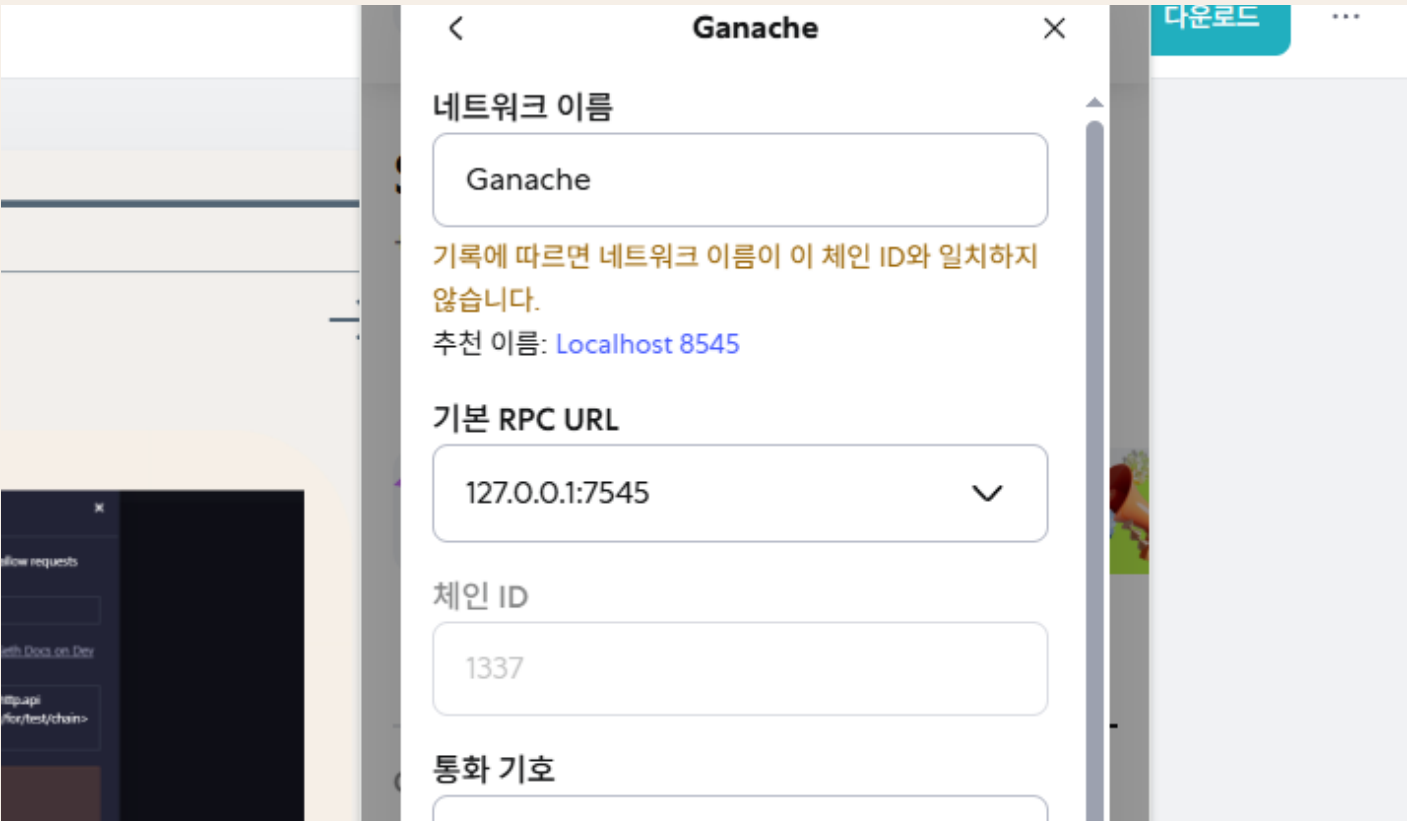 Ganache
다운로드
...
네트워크 이름
Ganache
기록에 따르면 네트워크 이름이 이 체인 ID와 일치하지
않습니다.
추천 이름: Localhost 8545
기본 RPC URL
127.0.0.1:7545
체인 ID
1337
통화 기호
allow requests
Docs on Dev
http.api
/for/test/chain>